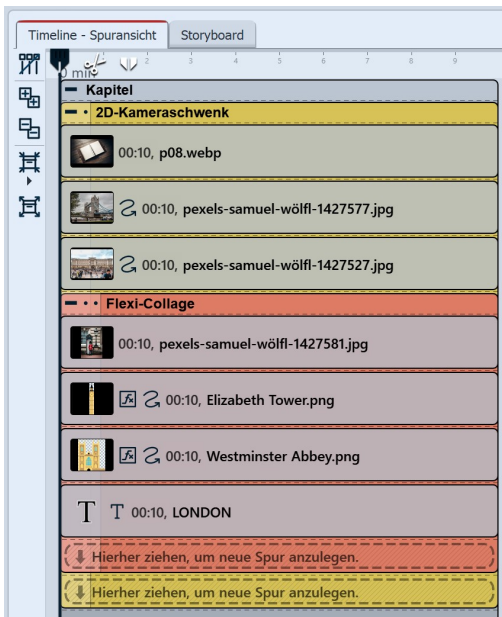 Timeline - Spuransicht
Storyboard
0 min
2
3
4
5
6
7
8
9
Kapitel
2D-Kameraschwenk
00:10, p08.webp
00:10, pexels-samuel-wölfl-1427577.jpg
00:10, pexels-samuel-wölfl-1427527.jpg
Flexi-Collage
00:10, pexels-samuel-wölfl-1427581.jpg
fx 00:10, Elizabeth Tower.png
fx 00:10, Westminster Abbey.png
T T 00:10, LONDON
Hierher ziehen, um neue Spur anzulegen.
Hierher ziehen, um neue Spur anzulegen.